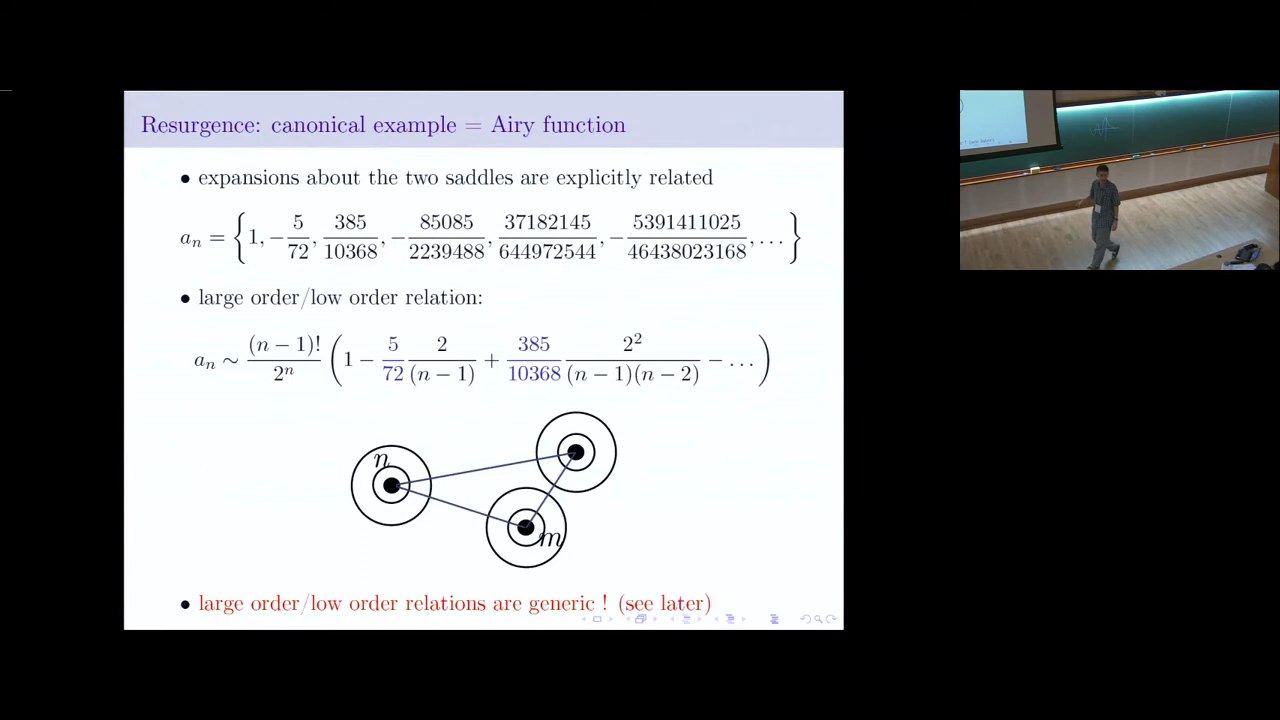 Resurgence: canonical example = Airy function
• expansions about the two saddles are explicitly related
a_n = {1, -5/72, 385/10368, -85085/2239488, 37182145/644972544, -5391411025/46438023168, ...}
• large order/low order relation:
a_n ~ (n-1)!/2^n (1 - 5/72 2/(n-1) + 385/10368 2^2/((n-1)(n-2)) - ...)
n
m
• large order/low order relations are generic ! (see later)